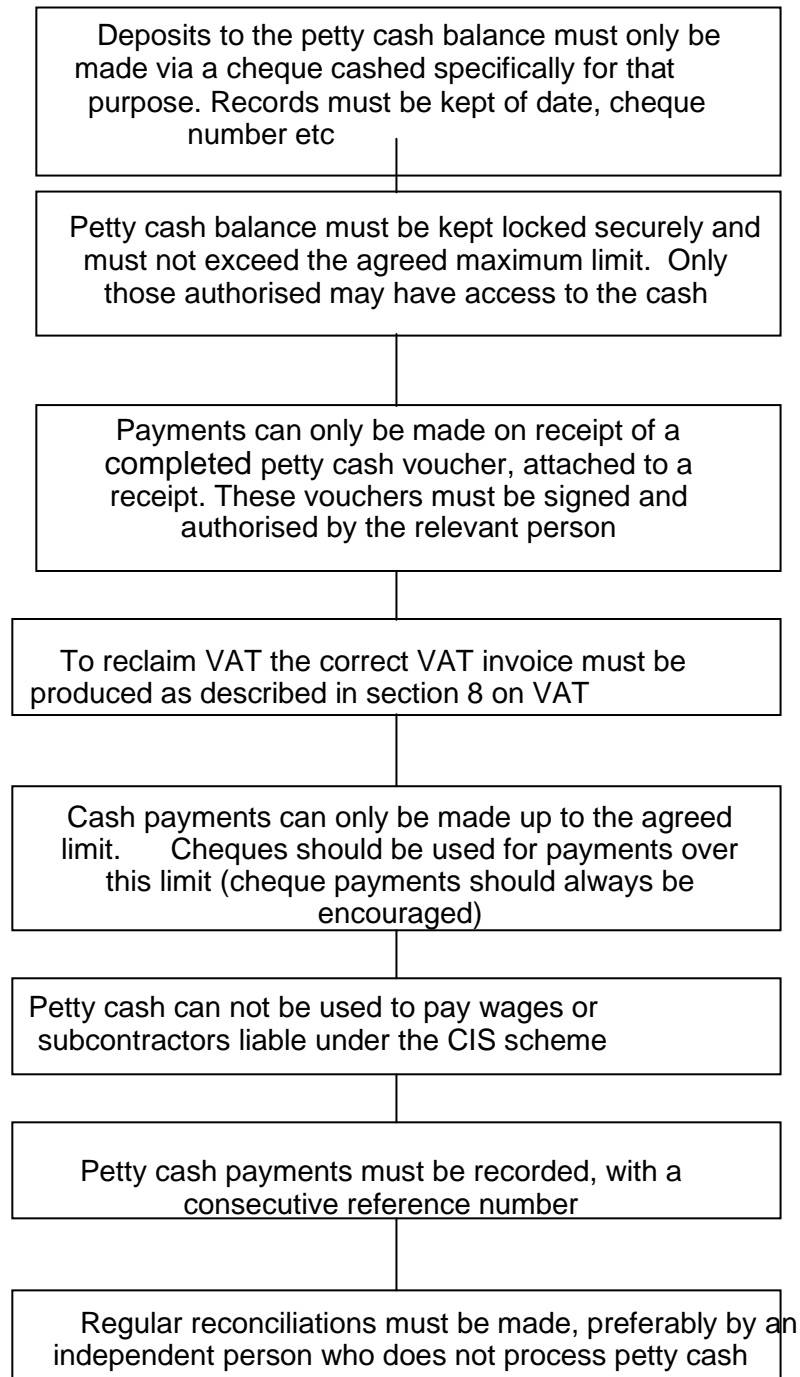 Deposits to the petty cash balance must only be
made via a cheque cashed specifically for that
purpose. Records must be kept of date, cheque
number etc
Petty cash balance must be kept locked securely and
must not exceed the agreed maximum limit. Only
those authorised may have access to the cash
Payments can only be made on receipt of a
completed petty cash voucher, attached to a
receipt. These vouchers must be signed and
authorised by the relevant person
To reclaim VAT the correct VAT invoice must be
produced as described in section 8 on VAT
Cash payments can only be made up to the agreed
limit. Cheques should be used for payments over
this limit (cheque payments should always be
encouraged)
Petty cash can not be used to pay wages or
subcontractors liable under the CIS scheme
Petty cash payments must be recorded, with a
consecutive reference number
Regular reconciliations must be made, preferably by an
independent person who does not process petty cash